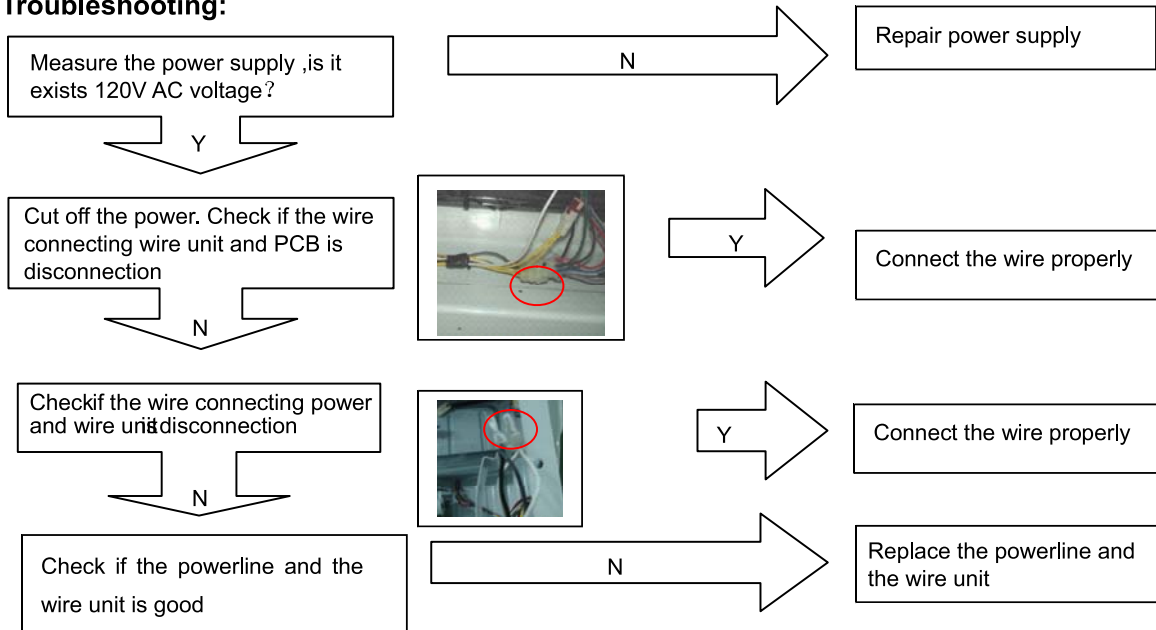 Troubleshooting:
Measure the power supply ,is it
exists 120V AC voltage?
N
Repair power supply
Y
Cut off the power. Check if the wire
connecting wire unit and PCB is
disconnection
Y
Connect the wire properly
N
Checkif the wire connecting power
and wire unit is disconnection
Y
Connect the wire properly
N
Check if the powerline and the
wire unit is good
N
Replace the powerline and
the wire unit